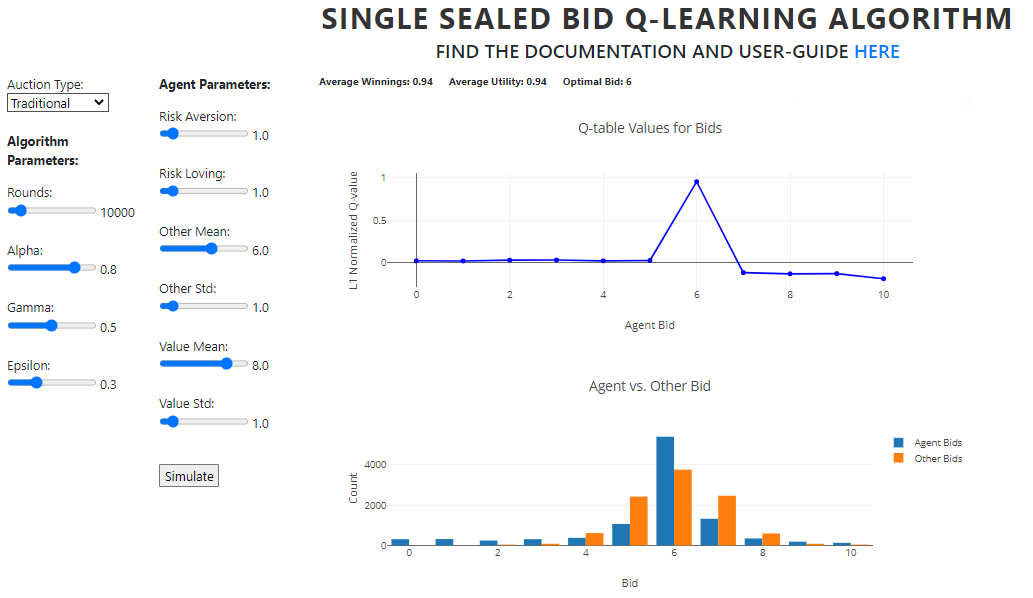 SINGLE SEALED BID Q-LEARNING ALGORITHM
FIND THE DOCUMENTATION AND USER-GUIDE HERE
Auction Type:
Traditional
Algorithm
Parameters:
Rounds:
10000
Alpha:
0.8
Gamma:
0.5
Epsilon:
0.3
Agent Parameters:
Risk Aversion:
1.0
Risk Loving:
1.0
Other Mean:
6.0
Other Std:
1.0
Value Mean:
8.0
Value Std:
1.0
Simulate
Average Winnings: 0.94 Average Utility: 0.94 Optimal Bid: 6
Q-table Values for Bids
L1 Normalized Q-value
1
0.5
0
0 2 4 6 8 10
Agent Bid
Agent vs. Other Bid
Count
4000
2000
0
0 2 4 6 8 10
Bid
Agent Bids
Other Bids